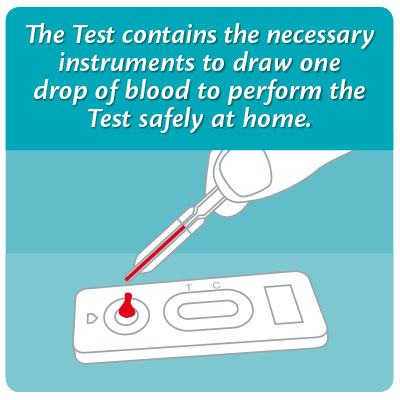 The Test contains the necessary
instruments to draw one
drop of blood to perform the
Test safely at home.
T C